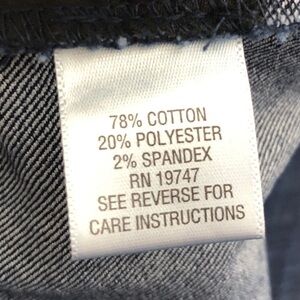 78% COTTON
20% POLYESTER
2% SPANDEX
RN 19747
SEE REVERSE FOR
CARE INSTRUCTIONS